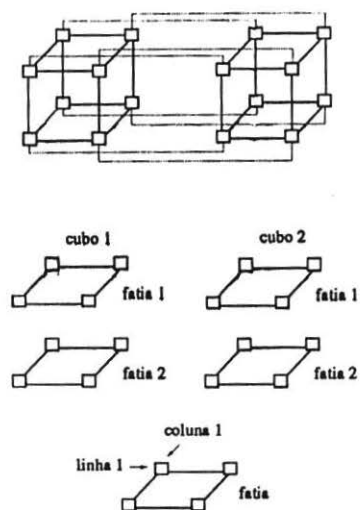 cubo 1 cubo 2
fatia 1 fatia 1
fatia 2 fatia 2
coluna 1
linha 1
fatia